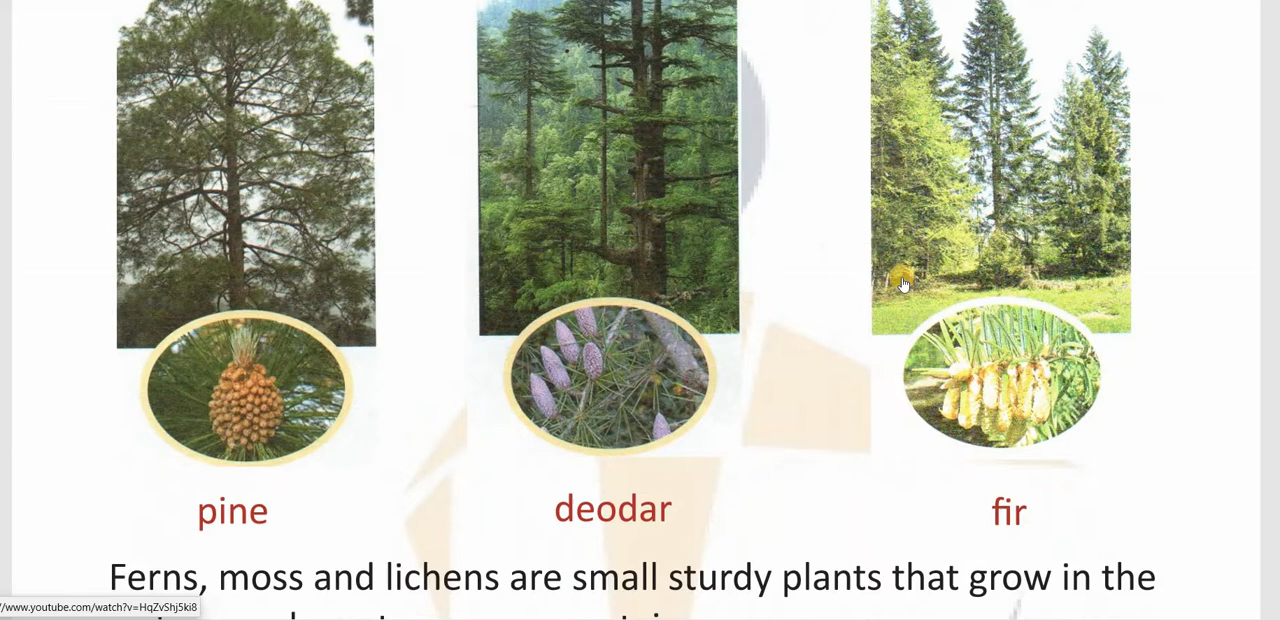 pine
deodar
fir
Ferns, moss and lichens are small sturdy plants that grow in the
/www.youtube.com/watch?v=HqZvShj5ki8